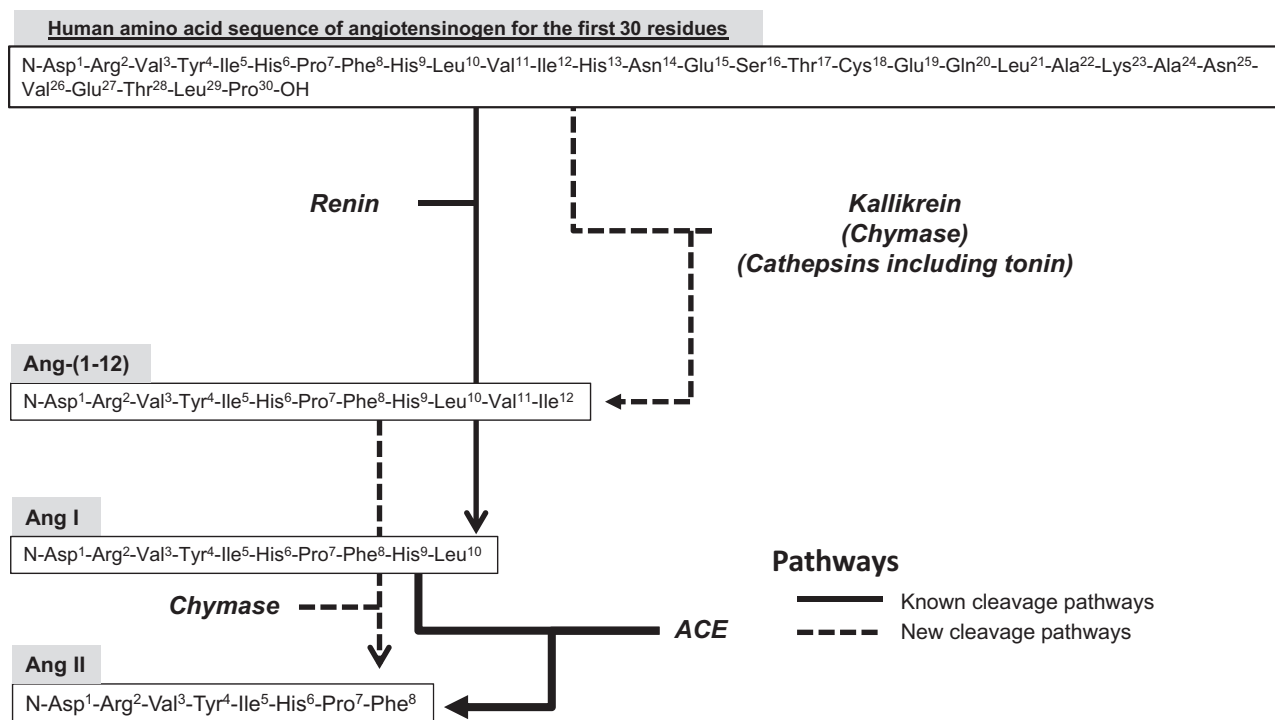 Human amino acid sequence of angiotensinogen for the first 30 residues
N-Asp¹-Arg²-Val³-Tyr⁴-Ile⁵-His⁶-Pro⁷-Phe⁸-His⁹-Leu¹⁰-Val¹¹-Ile¹²-His¹³-Asn¹⁴-Glu¹⁵-Ser¹⁶-Thr¹⁷-Cys¹⁸-Glu¹⁹-Gln²⁰-Leu²¹-Ala²²-Lys²³-Ala²⁴-Asn²⁵-
Val²⁶-Glu²⁷-Thr²⁸-Leu²⁹-Pro³⁰-OH
Renin
Kallikrein
(Chymase)
(Cathepsins including tonin)
Ang-(1-12)
N-Asp¹-Arg²-Val³-Tyr⁴-Ile⁵-His⁶-Pro⁷-Phe⁸-His⁹-Leu¹⁰-Val¹¹-Ile¹²
Ang I
N-Asp¹-Arg²-Val³-Tyr⁴-Ile⁵-His⁶-Pro⁷-Phe⁸-His⁹-Leu¹⁰
Pathways
Known cleavage pathways
New cleavage pathways
Chymase
ACE
Ang II
N-Asp¹-Arg²-Val³-Tyr⁴-Ile⁵-His⁶-Pro⁷-Phe⁸